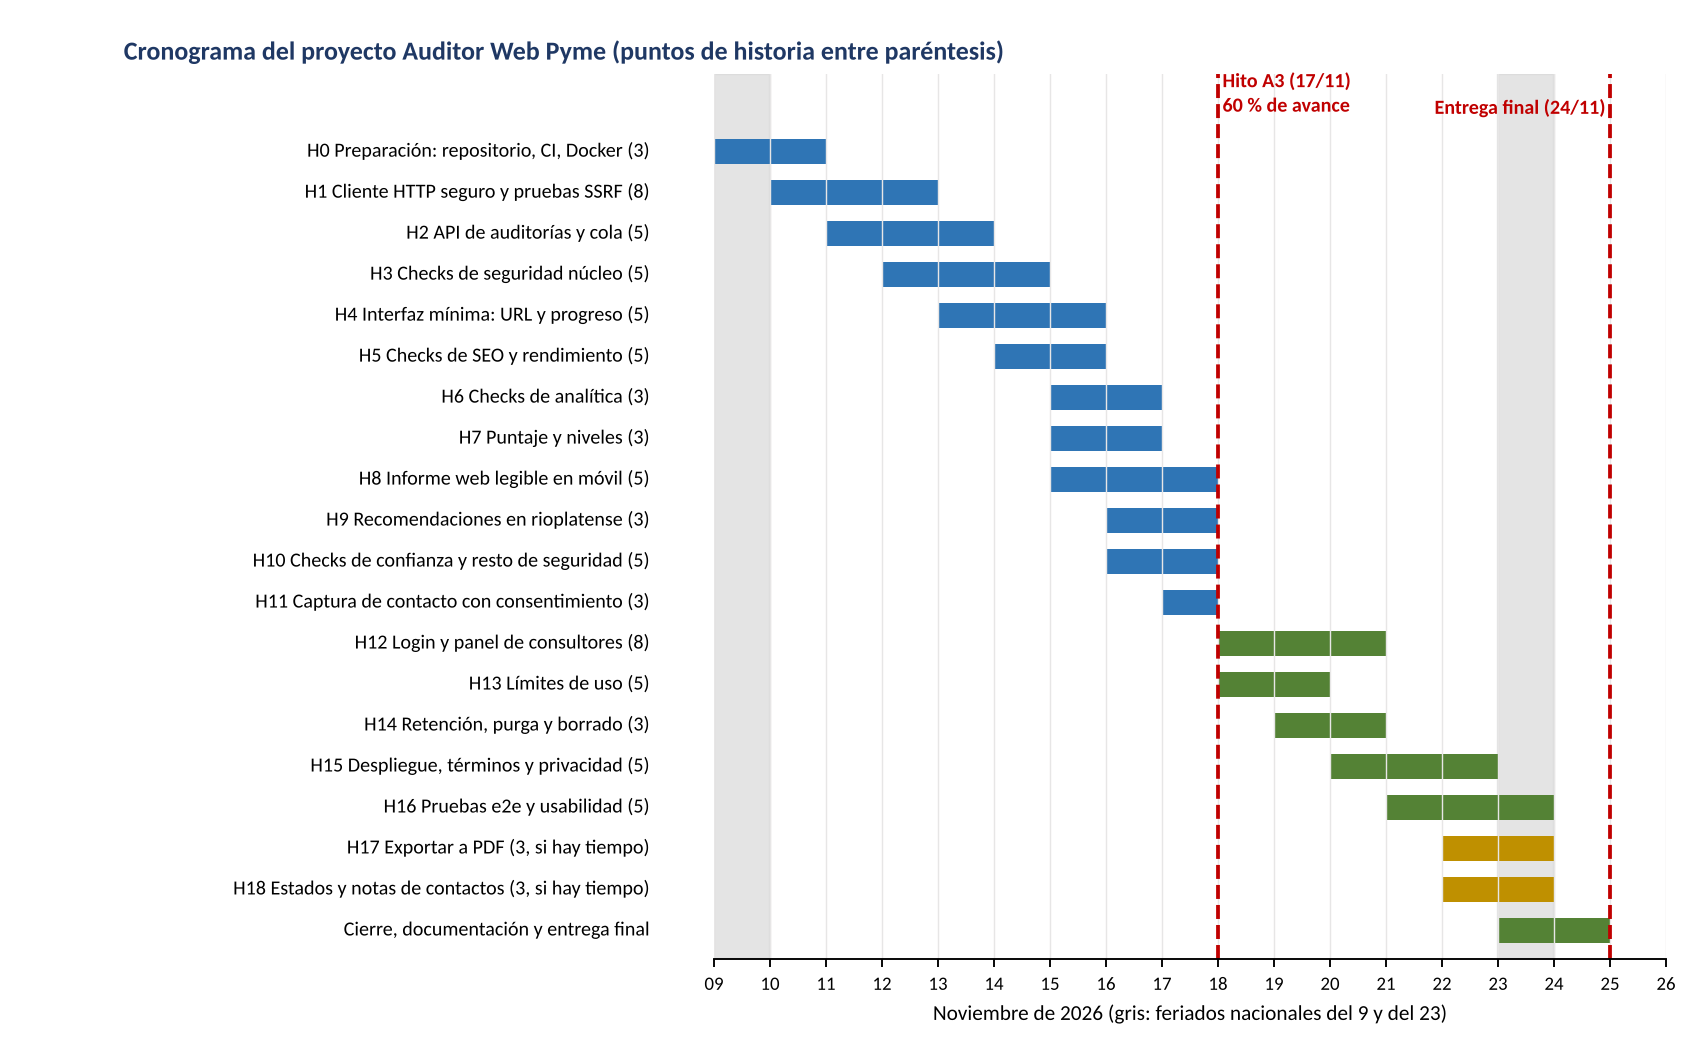 Cronograma del proyecto Auditor Web Pyme (puntos de historia entre paréntesis)
Hito A3 (17/11)
60 % de avance
Entrega final (24/11)
H0 Preparación: repositorio, CI, Docker (3)
H1 Cliente HTTP seguro y pruebas SSRF (8)
H2 API de auditorías y cola (5)
H3 Checks de seguridad núcleo (5)
H4 Interfaz mínima: URL y progreso (5)
H5 Checks de SEO y rendimiento (5)
H6 Checks de analítica (3)
H7 Puntaje y niveles (3)
H8 Informe web legible en móvil (5)
H9 Recomendaciones en rioplatense (3)
H10 Checks de confianza y resto de seguridad (5)
H11 Captura de contacto con consentimiento (3)
H12 Login y panel de consultores (8)
H13 Límites de uso (5)
H14 Retención, purga y borrado (3)
H15 Despliegue, términos y privacidad (5)
H16 Pruebas e2e y usabilidad (5)
H17 Exportar a PDF (3, si hay tiempo)
H18 Estados y notas de contactos (3, si hay tiempo)
Cierre, documentación y entrega final
09 10 11 12 13 14 15 16 17 18 19 20 21 22 23 24 25 26
Noviembre de 2026 (gris: feriados nacionales del 9 y del 23)